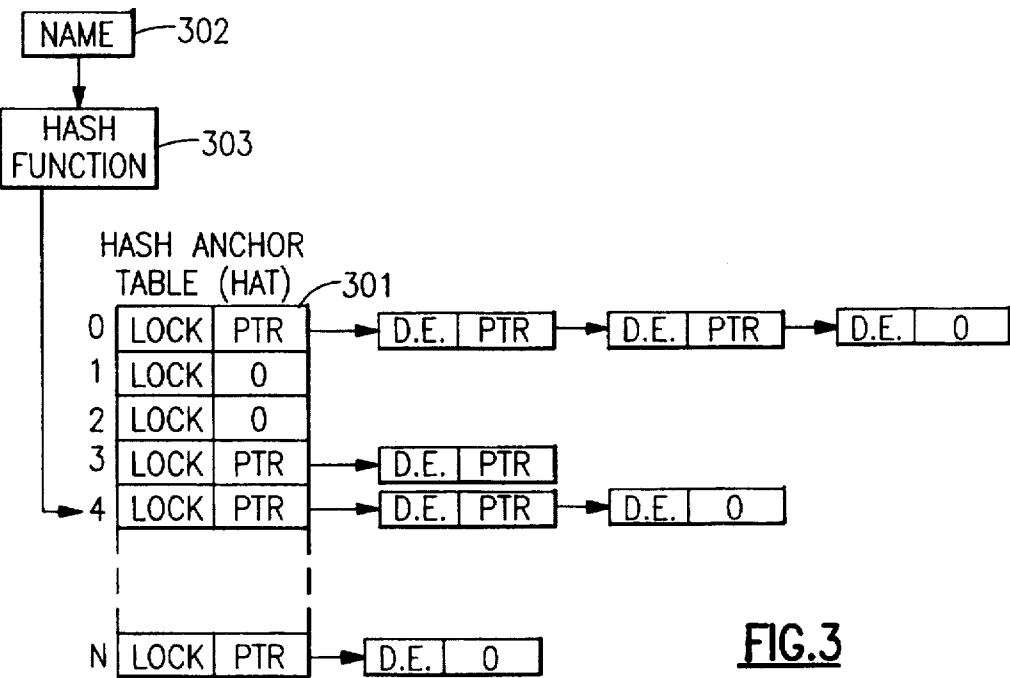 NAME 302
HASH
FUNCTION 303
HASH ANCHOR
TABLE (HAT) 301
0 LOCK PTR D.E. PTR D.E. PTR D.E. 0
1 LOCK 0
2 LOCK 0
3 LOCK PTR D.E. PTR
4 LOCK PTR D.E. PTR D.E. 0
N LOCK PTR D.E. 0
FIG.3